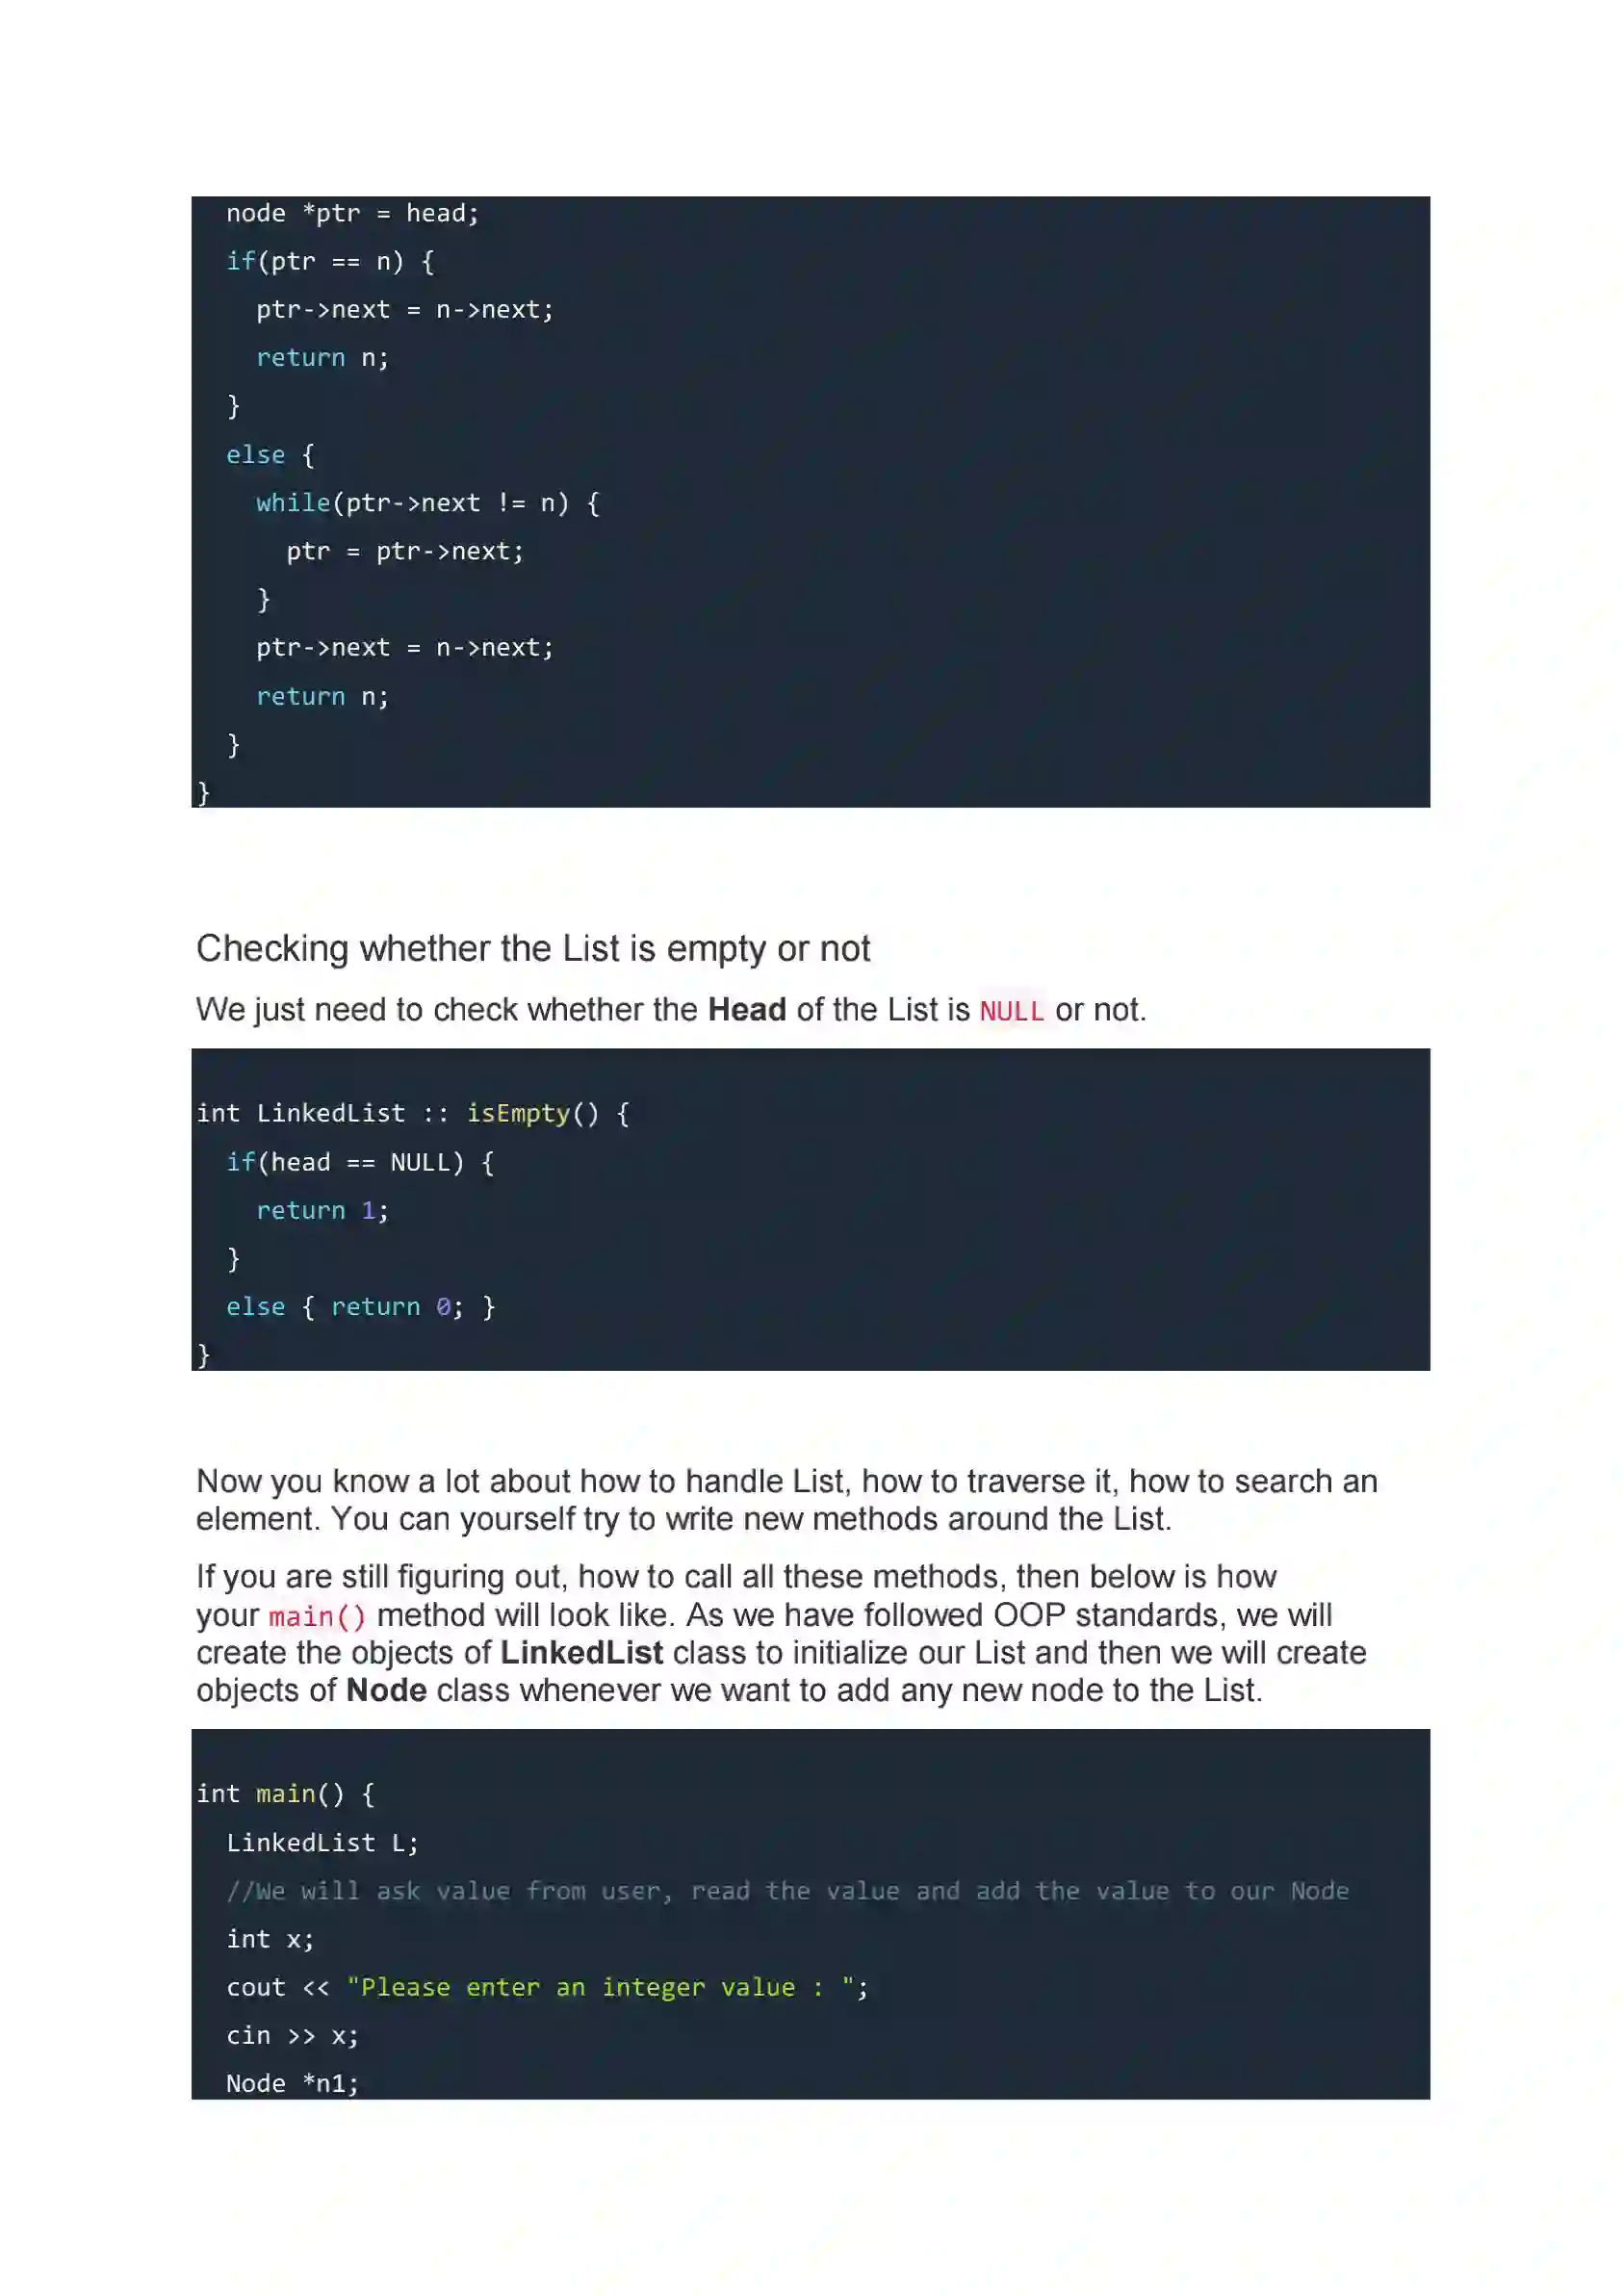 node *ptr = head;
if(ptr == n) {
ptr->next = n->next;
return n;
}
else {
while(ptr->next != n) {
ptr = ptr->next;
}
ptr->next = n->next;
return n;
}
}
Checking whether the List is empty or not
We just need to check whether the Head of the List is NULL or not.
int LinkedList :: isEmpty() {
if(head == NULL) {
return 1;
}
else { return 0; }
}
Now you know a lot about how to handle List, how to traverse it, how to search an
element. You can yourself try to write new methods around the List.
If you are still figuring out, how to call all these methods, then below is how
your main() method will look like. As we have followed OOP standards, we will
create the objects of LinkedList class to initialize our List and then we will create
objects of Node class whenever we want to add any new node to the List.
int main() {
LinkedList L;
//We will ask value from user, read the value and add the value to our Node
int x;
cout << "Please enter an integer value : ";
cin >> x;
Node *n1;